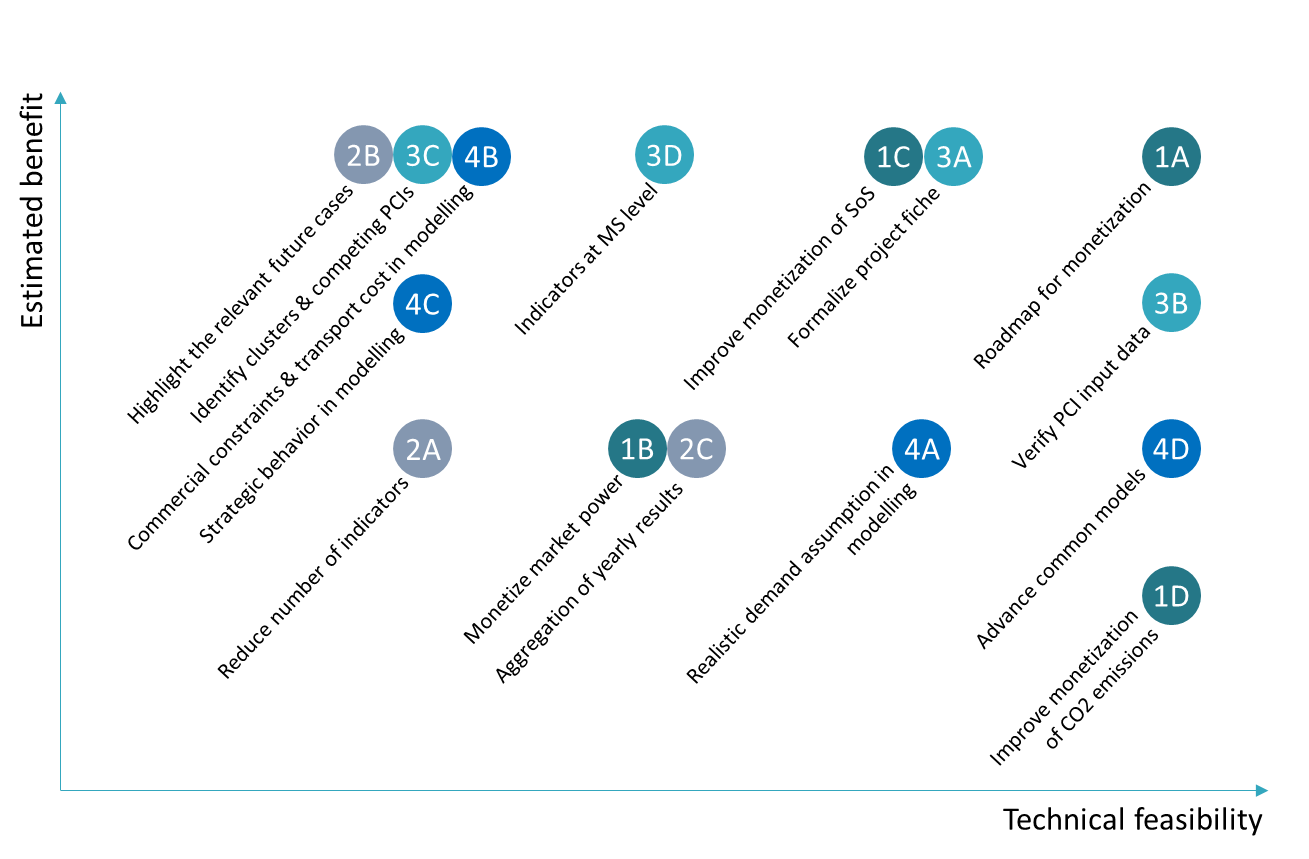 Estimated benefit
2B
3C
4B
3D
1C
3A
1A
Highlight the relevant future cases
Identify clusters & competing PCIs
Commercial constraints & transport cost in modelling
Indicators at MS level
Improve monetization of SoS
Formalize project fiche
Roadmap for monetization
4C
3B
Strategic behavior in modelling
Verify PCI input data
2A
1B
2C
4A
4D
Reduce number of indicators
Monetize market power
Aggregation of yearly results
Realistic demand assumption in
modelling
Advance common models
1D
Improve monetization
of CO2 emissions
Technical feasibility